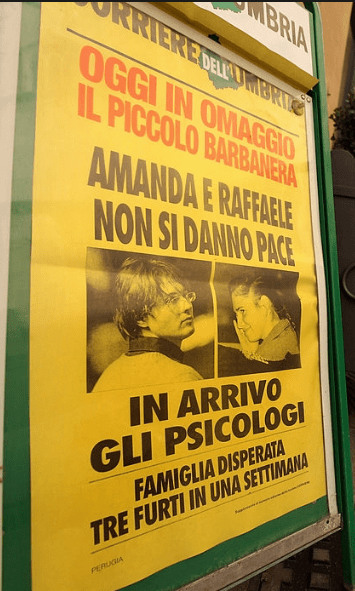 CORRIERE UMBRIA
CORRIERE DELL'UMBRIA
OGGI IN OMAGGIO
IL PICCOLO BARBANERA
AMANDA E RAFFAELE
NON SI DANNO PACE
IN ARRIVO
GLI PSICOLOGI
FAMIGLIA DISPERATA
TRE FURTI IN UNA SETTIMANA
PERUGIA